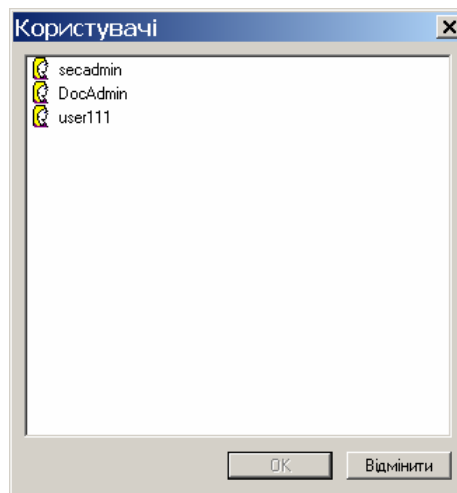 Користувачі
secadmin
DocAdmin
user111
OK
Відмінити